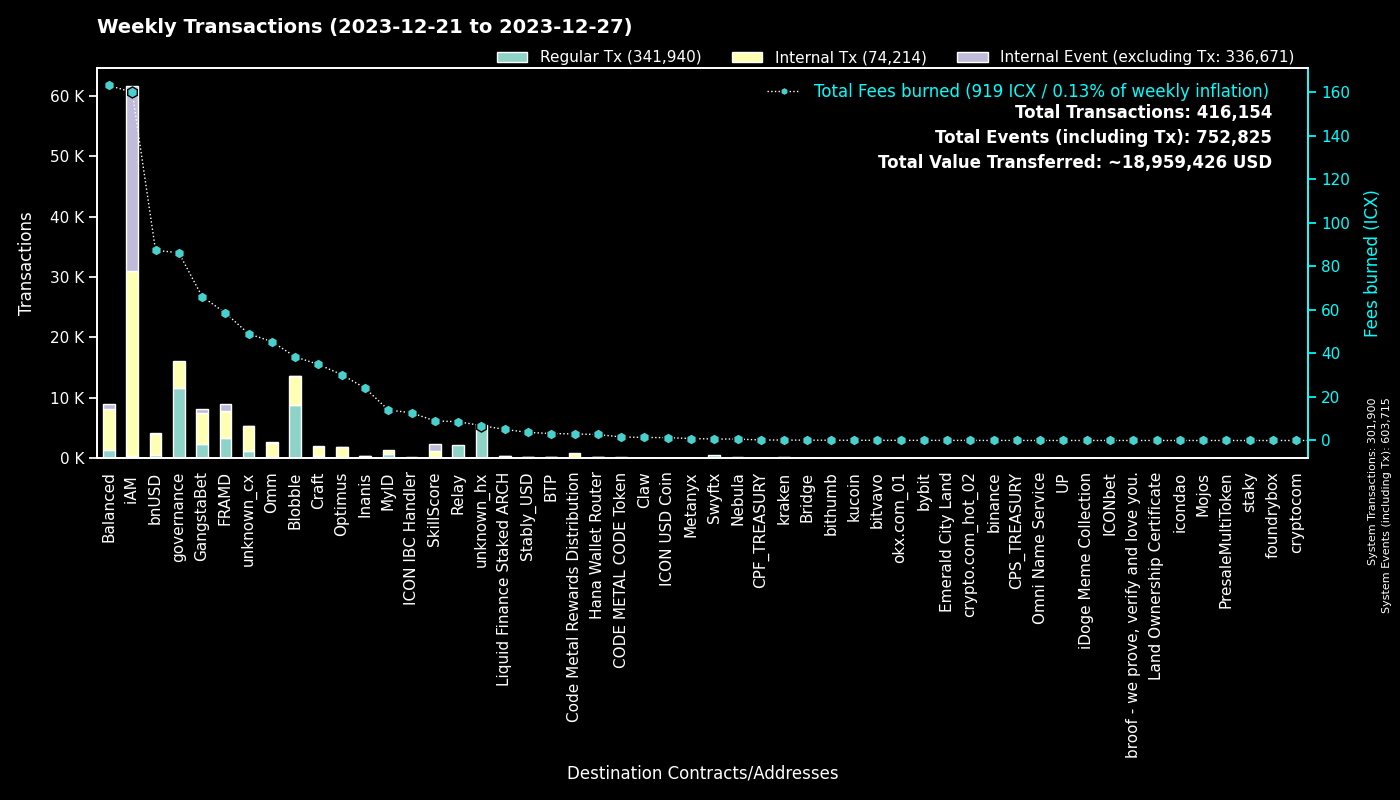 Weekly Transactions (2023-12-21 to 2023-12-27)
Regular Tx (341,940)
Internal Tx (74,214)
Internal Event (excluding Tx: 336,671)
Total Fees burned (919 ICX / 0.13% of weekly inflation)
Total Transactions: 416,154
Total Events (including Tx): 752,825
Total Value Transferred: ~18,959,426 USD
Transactions
60 K
50 K
40 K
30 K
20 K
10 K
0 K
160
140
120
100
80
60
40
20
0
Fees burned (ICX)
System Transactions: 301,900
System Events (including Tx): 603,715
Balanced
iAM
bnUSD
governance
GangstaBet
FRAMD
unknown_cx
Omm
Blobble
Craft
Optimus
Inanis
MyID
ICON IBC Handler
SkillScore
Relay
unknown_hx
Liquid Finance Staked ARCH
Stably_USD
BTP
Code Metal Rewards Distribution
Hana Wallet Router
CODE METAL CODE Token
Claw
ICON USD Coin
Metanyx
Swyftx
Nebula
CPF_TREASURY
kraken
Bridge
bithumb
kucoin
bitvavo
okx.com_01
bybit
Emerald City Land
crypto.com_hot_02
binance
CPS_TREASURY
Omni Name Service
UP
iDoge Meme Collection
ICONbet
broof - we prove, verify and love you.
Land Ownership Certificate
icondao
Mojos
PresaleMultiToken
staky
foundrybox
cryptocom
Destination Contracts/Addresses